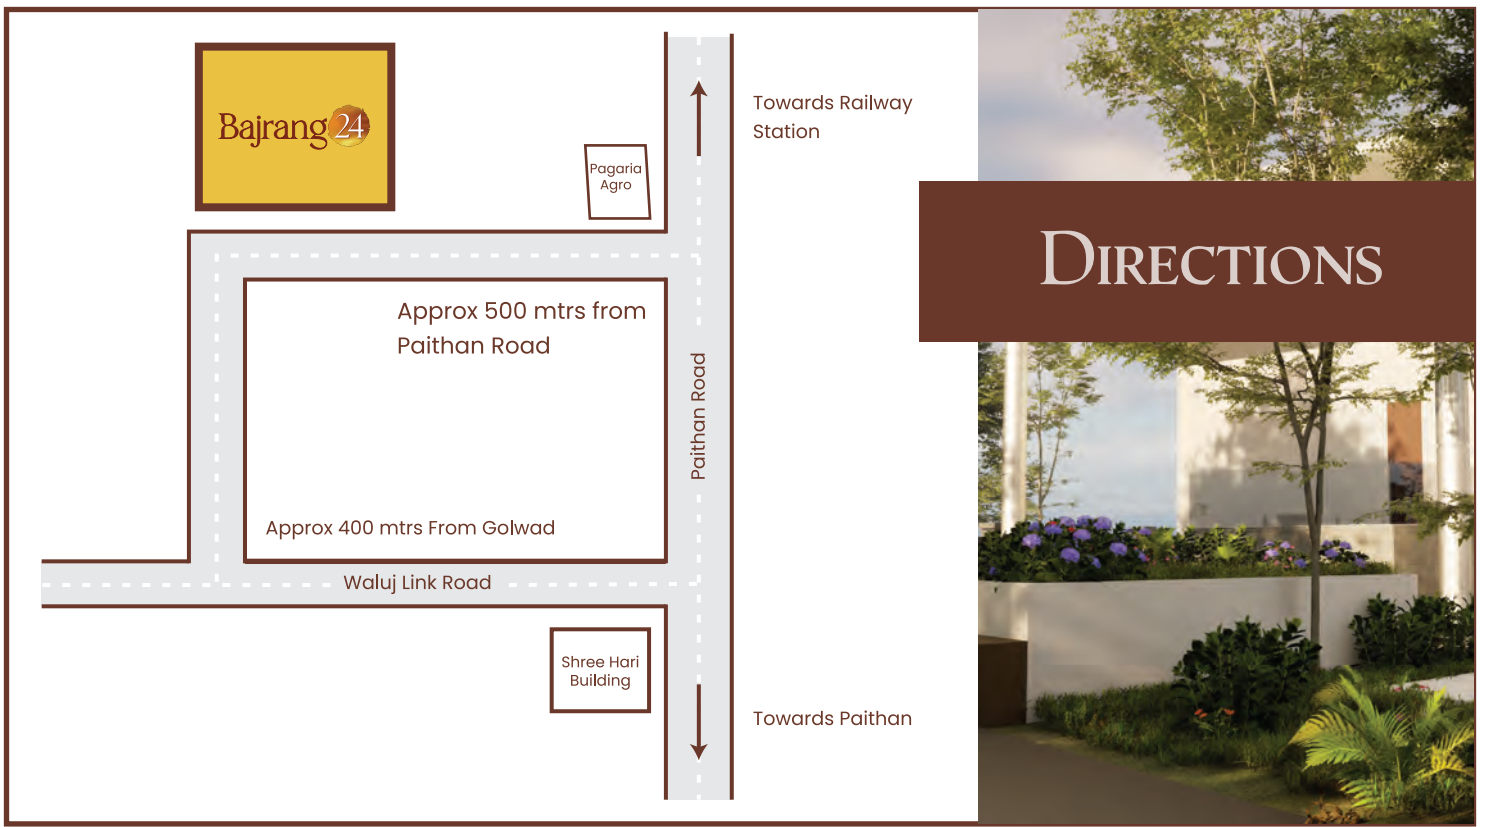 Bajrang 24
Towards Railway
Station
Pagaria
Agro
DIRECTIONS
Approx 500 mtrs from
Paithan Road
Paithan Road
Approx 400 mtrs From Golwad
Waluj Link Road
Shree Hari
Building
Towards Paithan